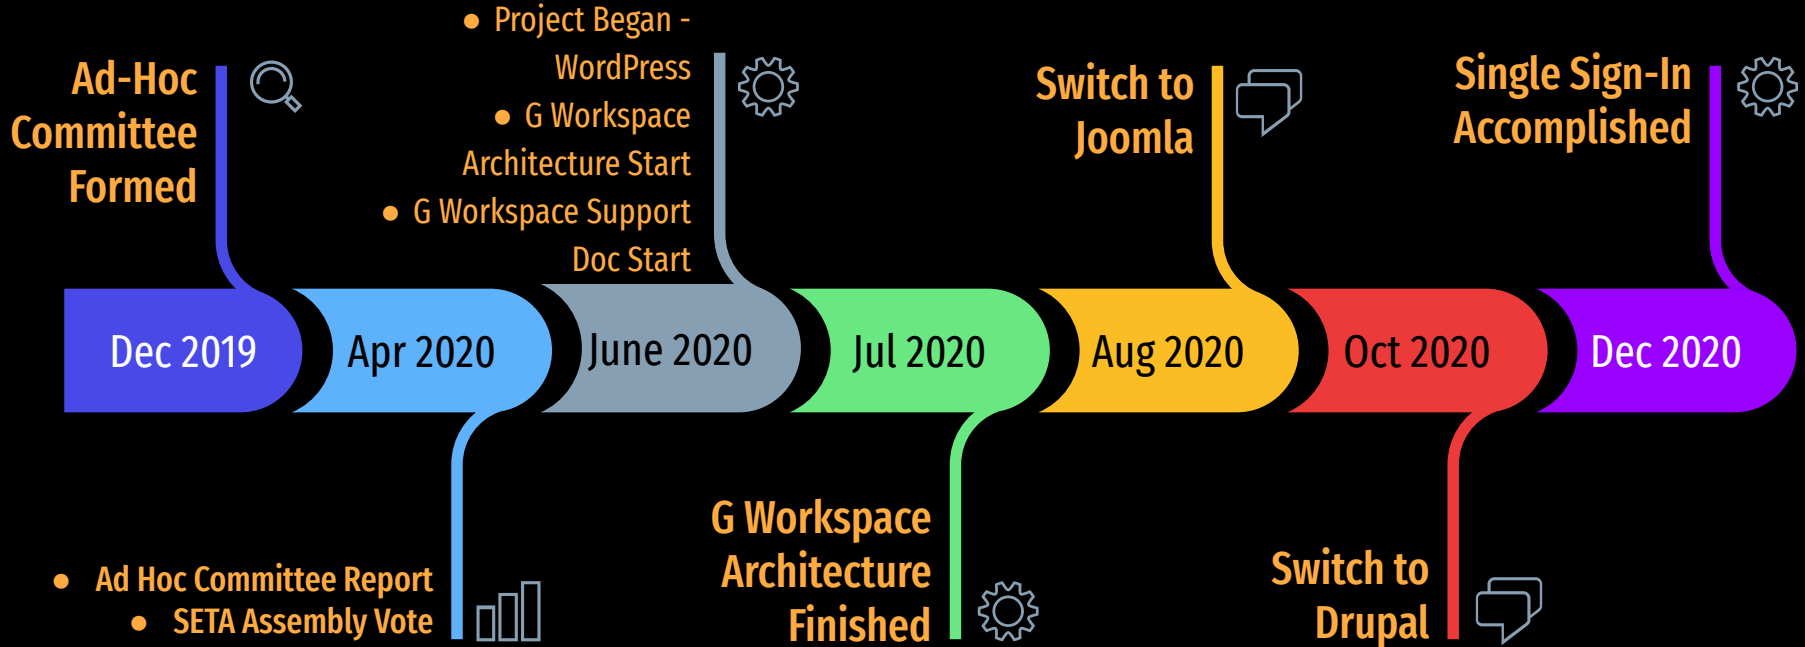 ● Project Began -
WordPress
● G Workspace
Architecture Start
● G Workspace Support
Doc Start
Ad-Hoc
Committee
Formed
Switch to
Joomla
Single Sign-In
Accomplished
Dec 2019
Apr 2020
June 2020
Jul 2020
Aug 2020
Oct 2020
Dec 2020
● Ad Hoc Committee Report
● SETA Assembly Vote
G Workspace
Architecture
Finished
Switch to
Drupal